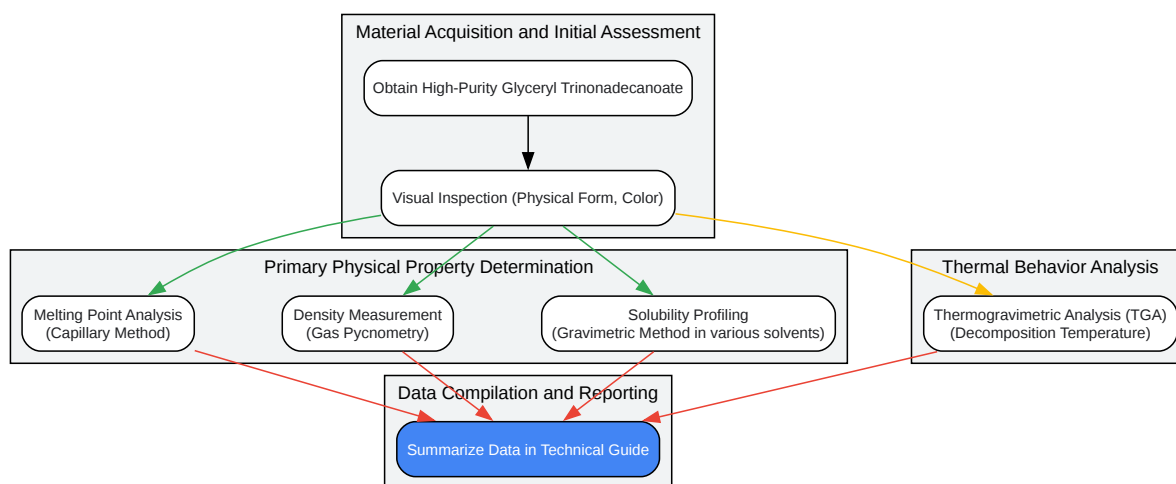 Material Acquisition and Initial Assessment
Obtain High-Purity Glyceryl Trinonadecanoate
Visual Inspection (Physical Form, Color)
Primary Physical Property Determination
Thermal Behavior Analysis
Melting Point Analysis
(Capillary Method)
Density Measurement
(Gas Pycnometry)
Solubility Profiling
(Gravimetric Method in various solvents)
Thermogravimetric Analysis (TGA)
(Decomposition Temperature)
Data Compilation and Reporting
Summarize Data in Technical Guide